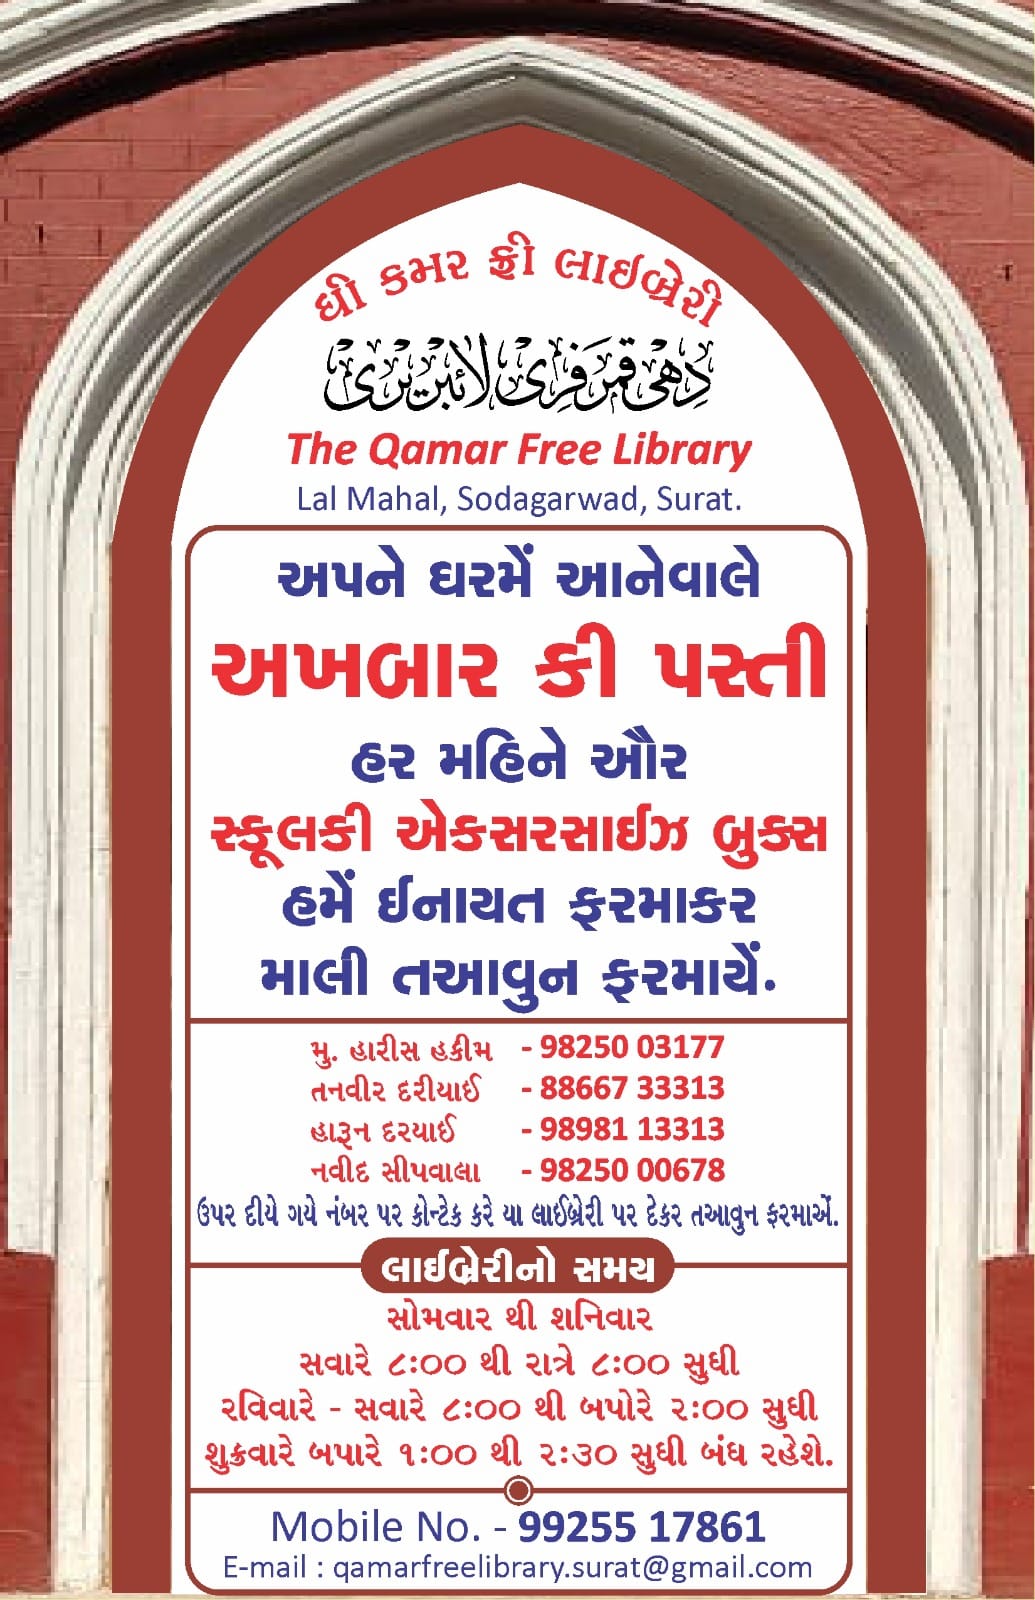 ધી કમર ફ્રી લાઇબ્રેરી
دھی قمر فری لائبریری
The Qamar Free Library
Lal Mahal, Sodagarwad, Surat.
અપને ઘરમેં આનેવાલે
અખબાર કી પસ્તી
હર મહિને ઔર
સ્કૂલકી એકસરસાઈઝ બુક્સ
હમેં ઈનાયત ફરમાકર
માલી તઆવુન ફરમાયેં.
મુ. હારીસ હકીમ - 98250 03177
તનવીર દરીયાઈ - 88667 33313
હારૂન દરયાઈ - 98981 13313
નવીદ સીપવાલા - 98250 00678
ઉપર દીયે ગયે નંબર પર કોન્ટેક કરે યા લાઈબ્રેરી પર દેકર તઆવુન ફરમાએં.
લાઈબ્રેરીનો સમય
સોમવાર થી શનિવાર
સવારે ૮:૦૦ થી રાત્રે ૮:૦૦ સુધી
રવિવારે - સવારે ૮:૦૦ થી બપોરે ૨:૦૦ સુધી
શુક્રવારે બપારે ૧:૦૦ થી ૨:૩૦ સુધી બંધ રહેશે.
Mobile No. - 99255 17861
E-mail : qamarfreelibrary.surat@gmail.com